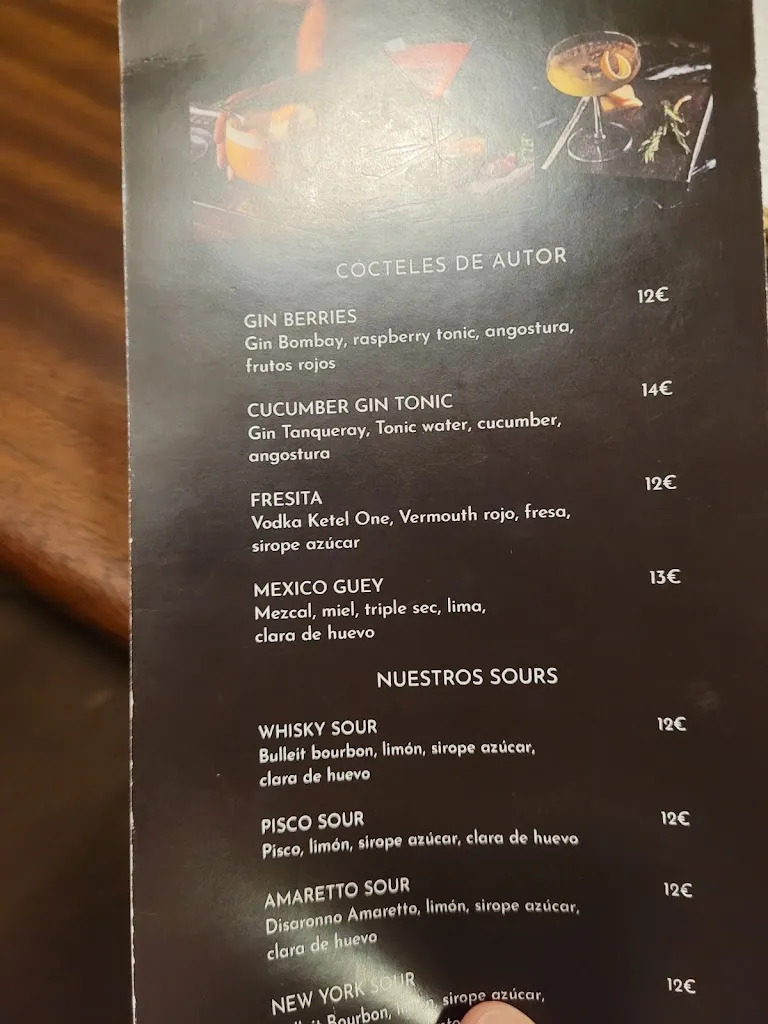 COCTELES DE AUTOR
GIN BERRIES 12€
Gin Bombay, raspberry tonic, angostura,
frutos rojos
CUCUMBER GIN TONIC 14€
Gin Tanqueray, Tonic water, cucumber,
angostura
FRESITA 12€
Vodka Ketel One, Vermouth rojo, fresa,
sirope azúcar
MEXICO GUEY 13€
Mezcal, miel, triple sec, lima,
clara de huevo
NUESTROS SOURS
WHISKY SOUR 12€
Bulleit bourbon, limón, sirope azúcar,
clara de huevo
PISCO SOUR 12€
Pisco, limón, sirope azúcar, clara de huevo
AMARETTO SOUR 12€
Disaronno Amaretto, limón, sirope azúcar,
clara de huevo
NEW YORK SOUR 12€
Bourbon, sirope azúcar,